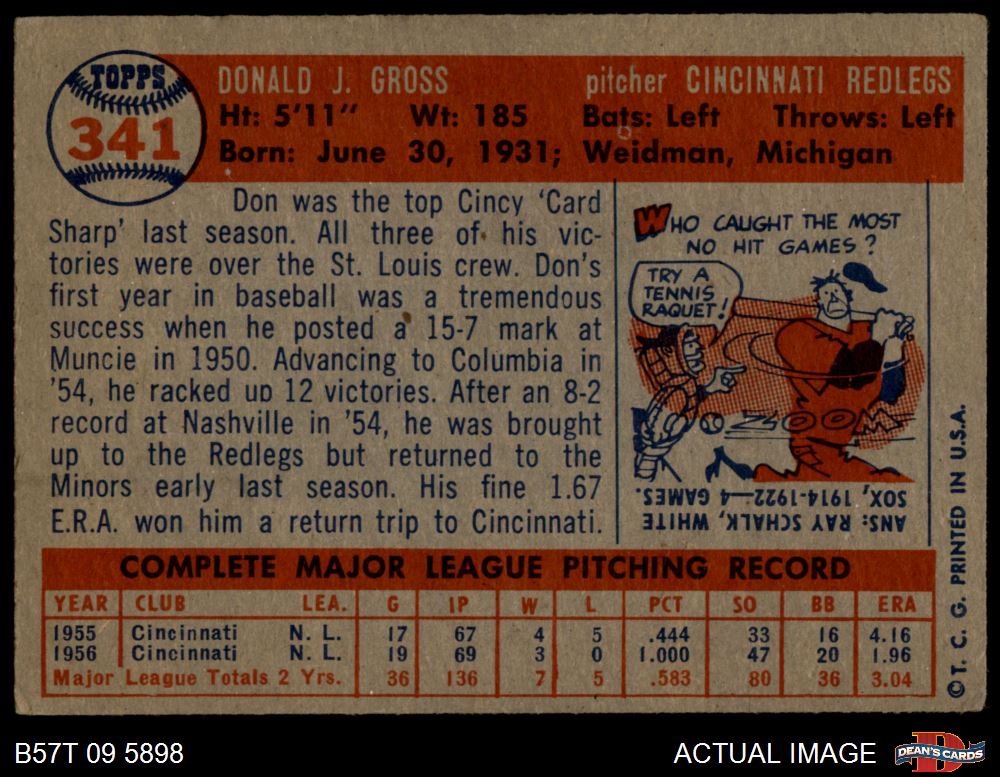 TOPPS
341
DONALD J. GROSS pitcher CINCINNATI REDLEGS
Ht: 5'11" Wt: 185 Bats: Left Throws: Left
Born: June 30, 1931; Weidman, Michigan
Don was the top Cincy 'Card
Sharp' last season. All three of his vic-
tories were over the St. Louis crew. Don's
first year in baseball was a tremendous
success when he posted a 15-7 mark at
Muncie in 1950. Advancing to Columbia in
'54, he racked up 12 victories. After an 8-2
record at Nashville in '54, he was brought
up to the Redlegs but returned to the
Minors early last season. His fine 1.67
E.R.A. won him a return trip to Cincinnati.
WHO CAUGHT THE MOST
NO HIT GAMES?
TRY A
TENNIS
RAQUET!
ZOOM
ANS: RAY SCHALK, WHITE
SOX, 1914-1922—4 GAMES.
COMPLETE MAJOR LEAGUE PITCHING RECORD
YEAR CLUB LEA. G IP W L PCT SO BB ERA
1955 Cincinnati N. L. 17 67 4 5 .444 33 16 4.16
1956 Cincinnati N. L. 19 69 3 0 1.000 47 20 1.96
Major League Totals 2 Yrs. 36 136 7 5 .583 80 36 3.04
© T. C. G. PRINTED IN U.S.A.
B57T 09 5898
ACTUAL IMAGE
DEAN'S CARDS